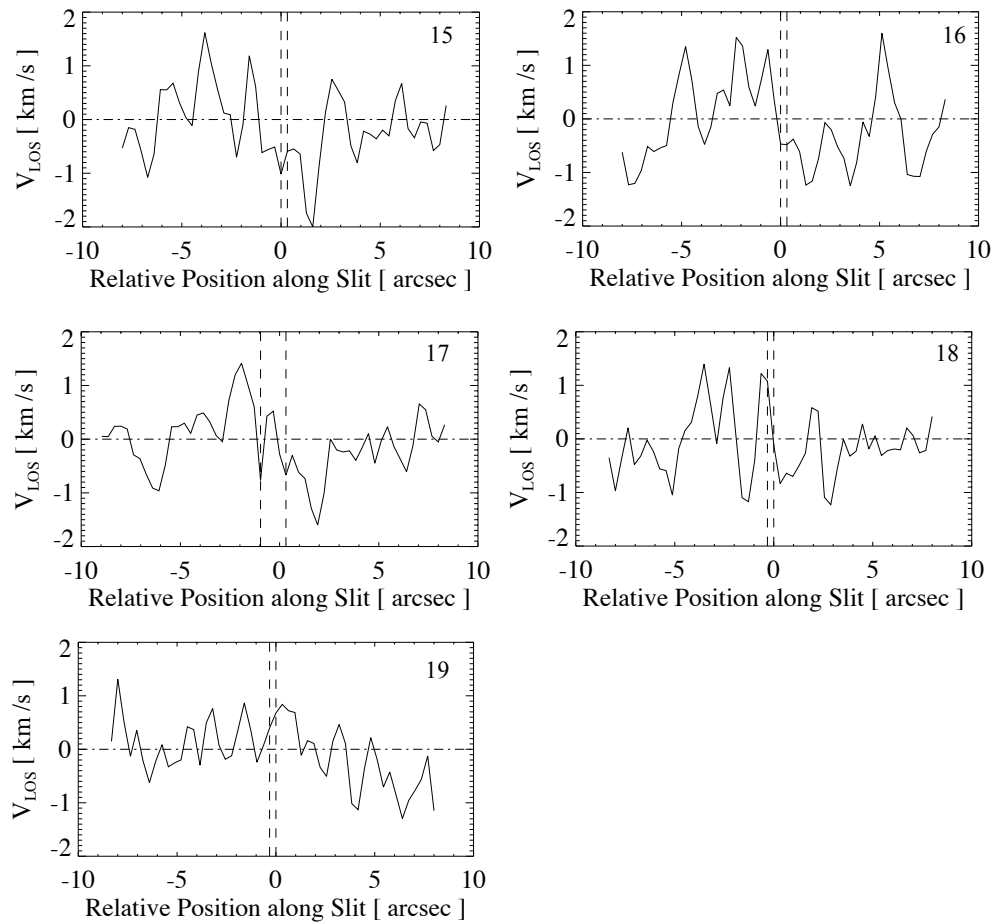 15
2
1
0
-1
-2
V_LOS [ km /s ]
-10 -5 0 5 10
Relative Position along Slit [ arcsec ]
16
2
1
0
-1
-2
V_LOS [ km /s ]
-10 -5 0 5 10
Relative Position along Slit [ arcsec ]
17
2
1
0
-1
-2
V_LOS [ km /s ]
-10 -5 0 5 10
Relative Position along Slit [ arcsec ]
18
2
1
0
-1
-2
V_LOS [ km /s ]
-10 -5 0 5 10
Relative Position along Slit [ arcsec ]
19
2
1
0
-1
-2
V_LOS [ km /s ]
-10 -5 0 5 10
Relative Position along Slit [ arcsec ]